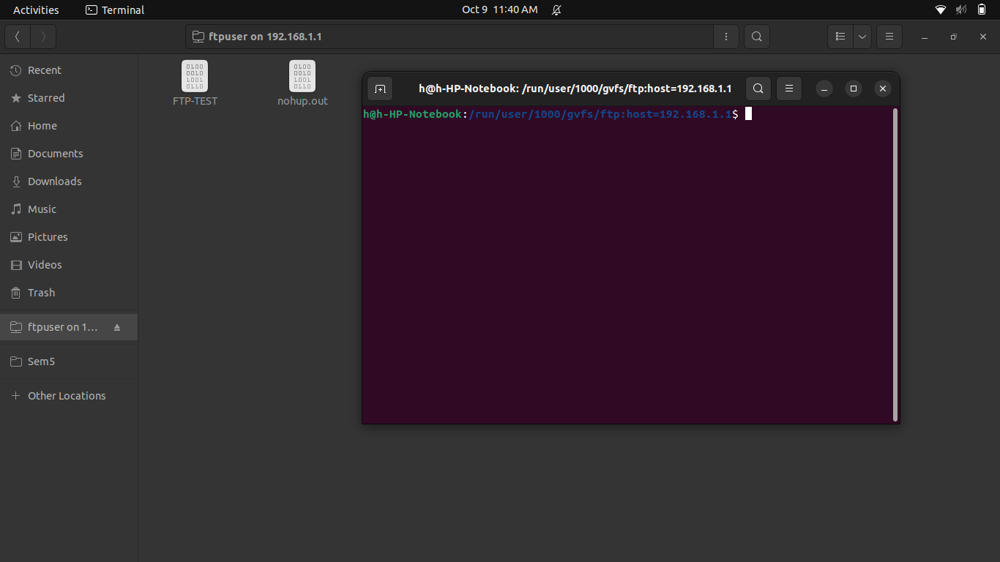 Activities Terminal Oct 9 11:40 AM
ftpuser on 192.168.1.1
Recent
Starred
Home
Documents
Downloads
Music
Pictures
Videos
Trash
ftpuser on 1…
Sem5
Other Locations
0100
0010
1001
0110
FTP-TEST
0100
0010
1001
0110
nohup.out
h@h-HP-Notebook: /run/user/1000/gvfs/ftp:host=192.168.1.1
h@h-HP-Notebook:/run/user/1000/gvfs/ftp:host=192.168.1.1$